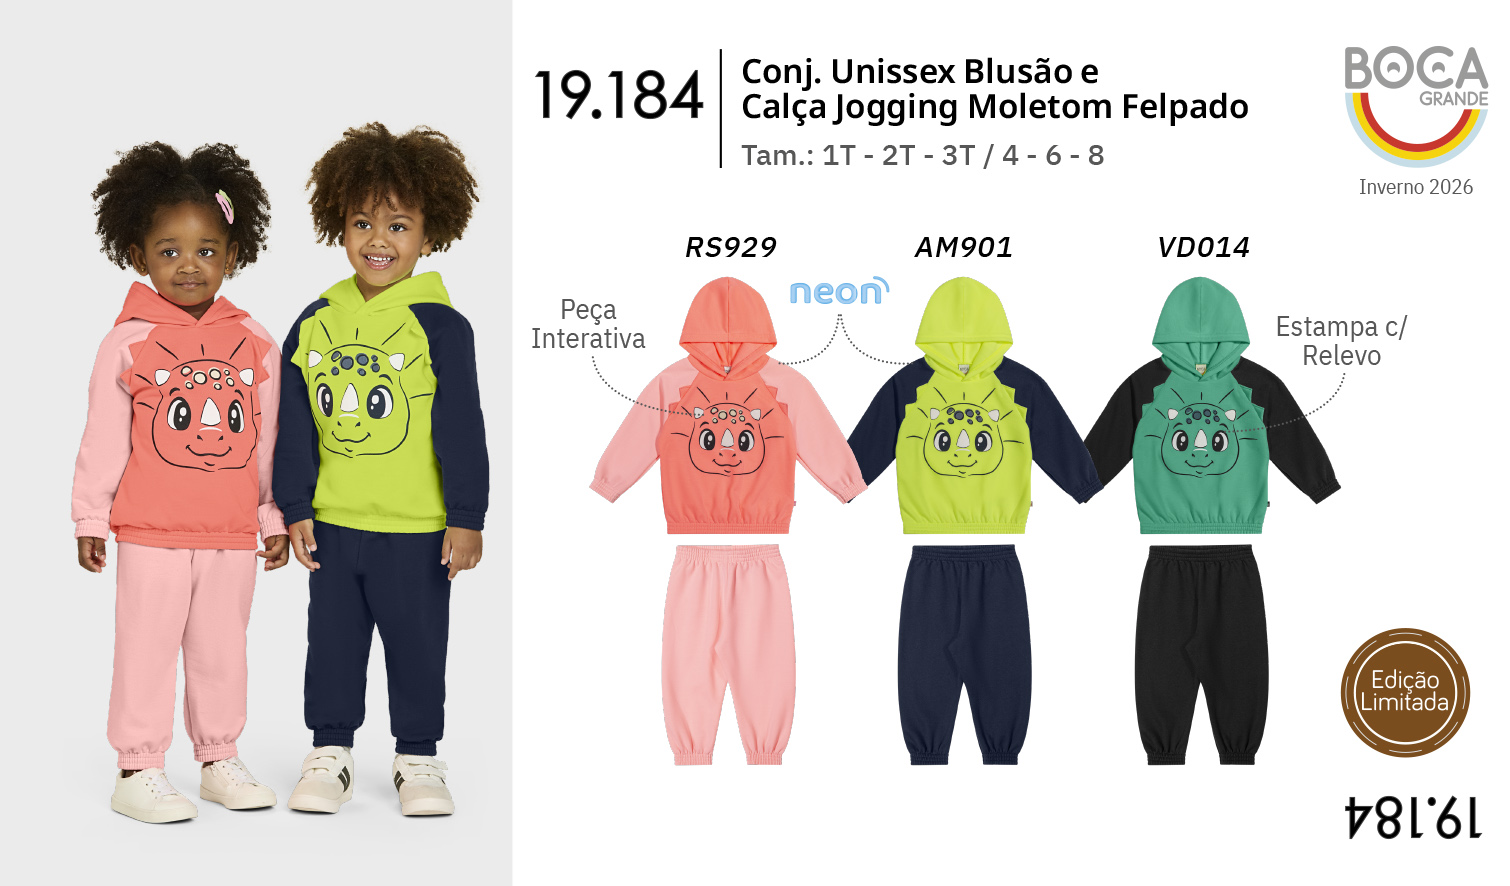 19.184
Conj. Unissex Blusão e
Calça Jogging Moletom Felpado
Tam.: 1T - 2T - 3T / 4 - 6 - 8
BOCA
GRANDE
Inverno 2026
RS929
AM901
VD014
neon
Peça
Interativa
Estampa c/
Relevo
Edição
Limitada
19.184